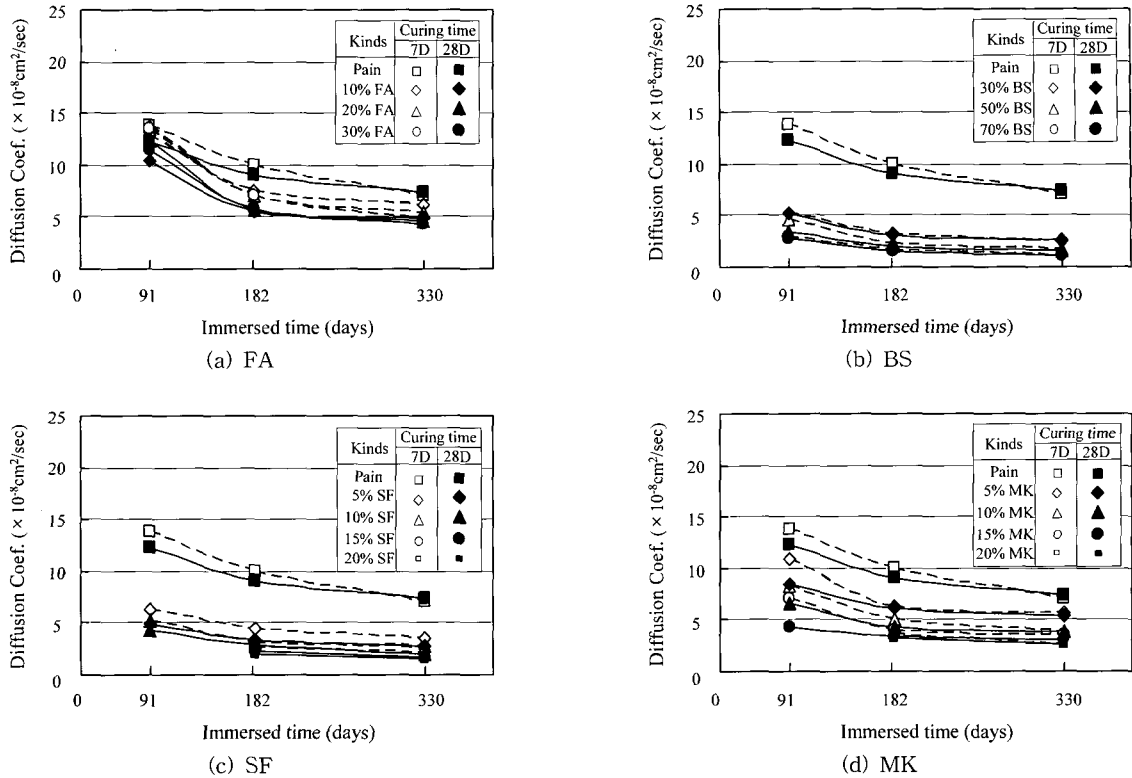 25
20
15
10
5
0
Diffusion Coef. ( × 10⁻⁸cm²/sec)
Kinds Curing time
7D 28D
Pain
10% FA
20% FA
30% FA
0 91 182 330
Immersed time (days)
(a) FA
25
20
15
10
5
0
Diffusion Coef. ( × 10⁻⁸cm²/sec)
Kinds Curing time
7D 28D
Pain
30% BS
50% BS
70% BS
0 91 182 330
Immersed time (days)
(b) BS
25
20
15
10
5
0
Diffusion Coef. ( × 10⁻⁸cm²/sec)
Kinds Curing time
7D 28D
Pain
5% SF
10% SF
15% SF
20% SF
0 91 182 330
Immersed time (days)
(c) SF
25
20
15
10
5
0
Diffusion Coef. ( × 10⁻⁸cm²/sec)
Kinds Curing time
7D 28D
Pain
5% MK
10% MK
15% MK
20% MK
0 91 182 330
Immersed time (days)
(d) MK